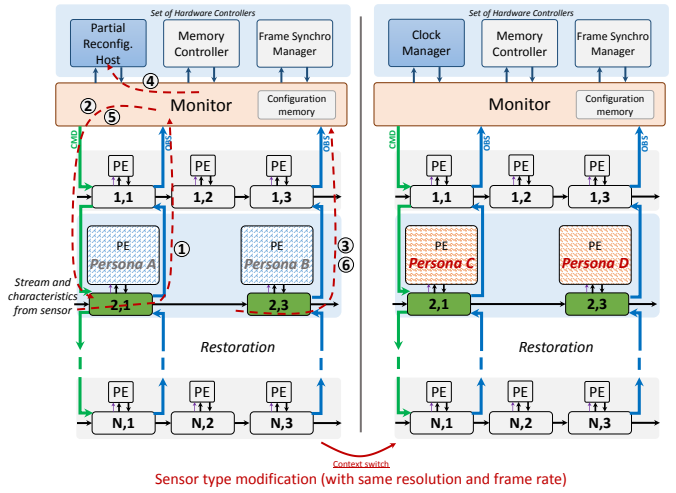 Set of Hardware Controllers
Partial
Reconfig.
Host
Memory
Controller
Frame Synchro
Manager
④
②
⑤
Monitor
Configuration
memory
CMD
OBS
OBS
PE
PE
PE
1,1
1,2
1,3
PE
Persona A
PE
Persona B
①
③
⑥
Stream and
characteristics
from sensor
2,1
2,3
Restoration
PE
PE
PE
N,1
N,2
N,3
Set of Hardware Controllers
Clock
Manager
Memory
Controller
Frame Synchro
Manager
Monitor
Configuration
memory
CMD
OBS
OBS
PE
PE
PE
1,1
1,2
1,3
PE
Persona C
PE
Persona D
2,1
2,3
Restoration
PE
PE
PE
N,1
N,2
N,3
Context switch
Sensor type modification (with same resolution and frame rate)